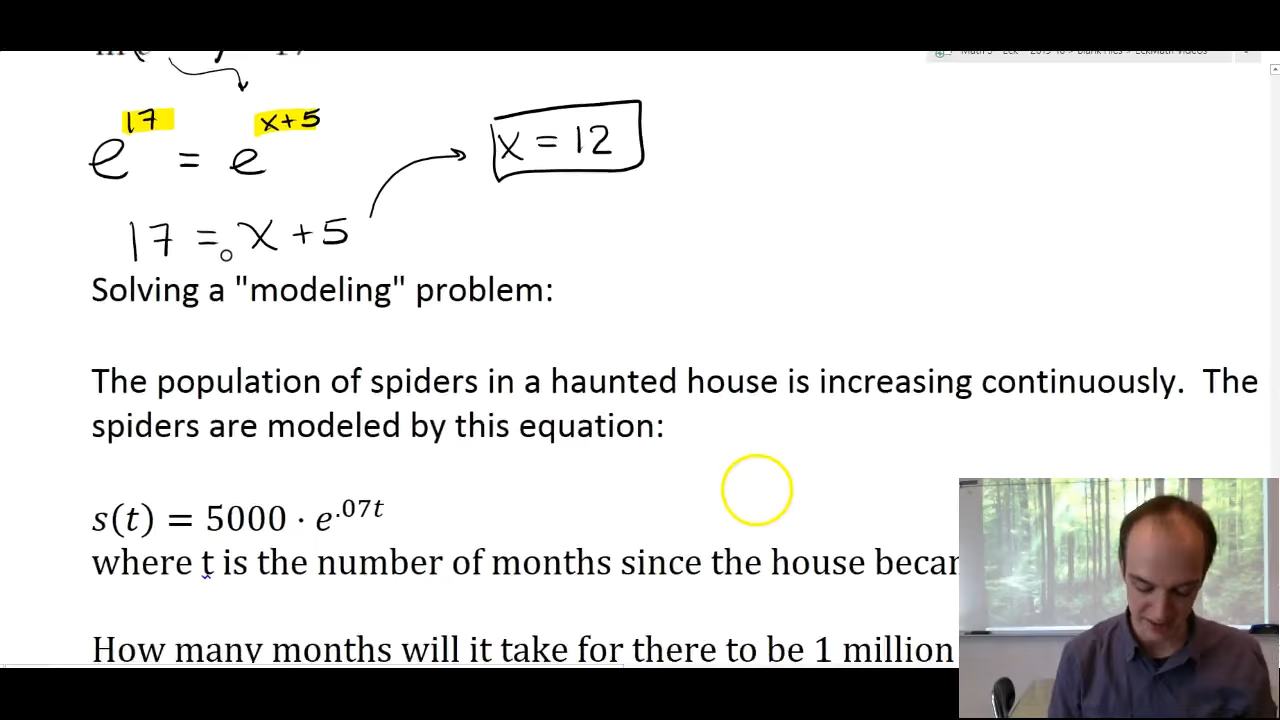 17
e^17 = e^x+5
x = 12
17 = x + 5
Solving a "modeling" problem:
The population of spiders in a haunted house is increasing continuously. The
spiders are modeled by this equation:
s(t) = 5000 · e^.07t
where t is the number of months since the house becam
How many months will it take for there to be 1 million